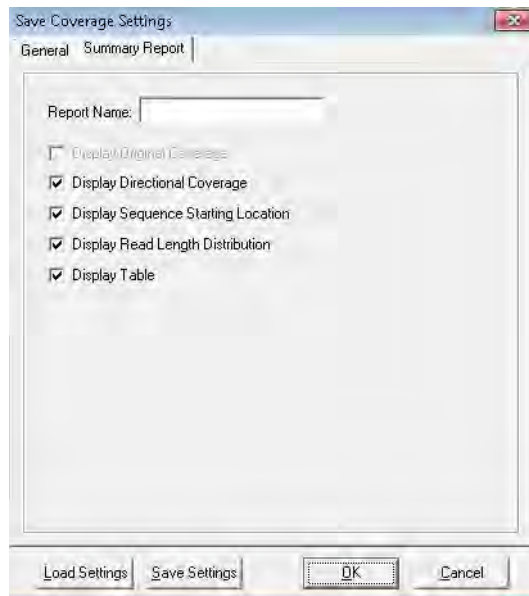 Save Coverage Settings
General Summary Report
Report Name:
Display Original Coverage
Display Directional Coverage
Display Sequence Starting Location
Display Read Length Distribution
Display Table
Load Settings Save Settings OK Cancel